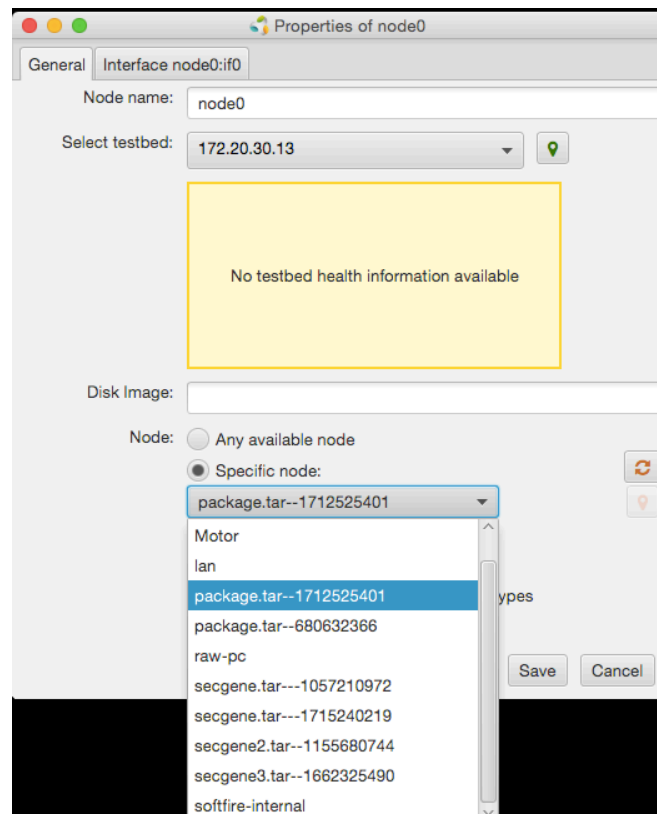 Properties of node0
General Interface node0:if0
Node name: node0
Select testbed: 172.20.30.13
No testbed health information available
Disk Image:
Node: Any available node
Specific node:
package.tar--1712525401
Motor
lan
package.tar--1712525401 ypes
package.tar--680632366
raw-pc
Save Cancel
secgene.tar---1057210972
secgene.tar---1715240219
secgene2.tar--1155680744
secgene3.tar--1662325490
softfire-internal